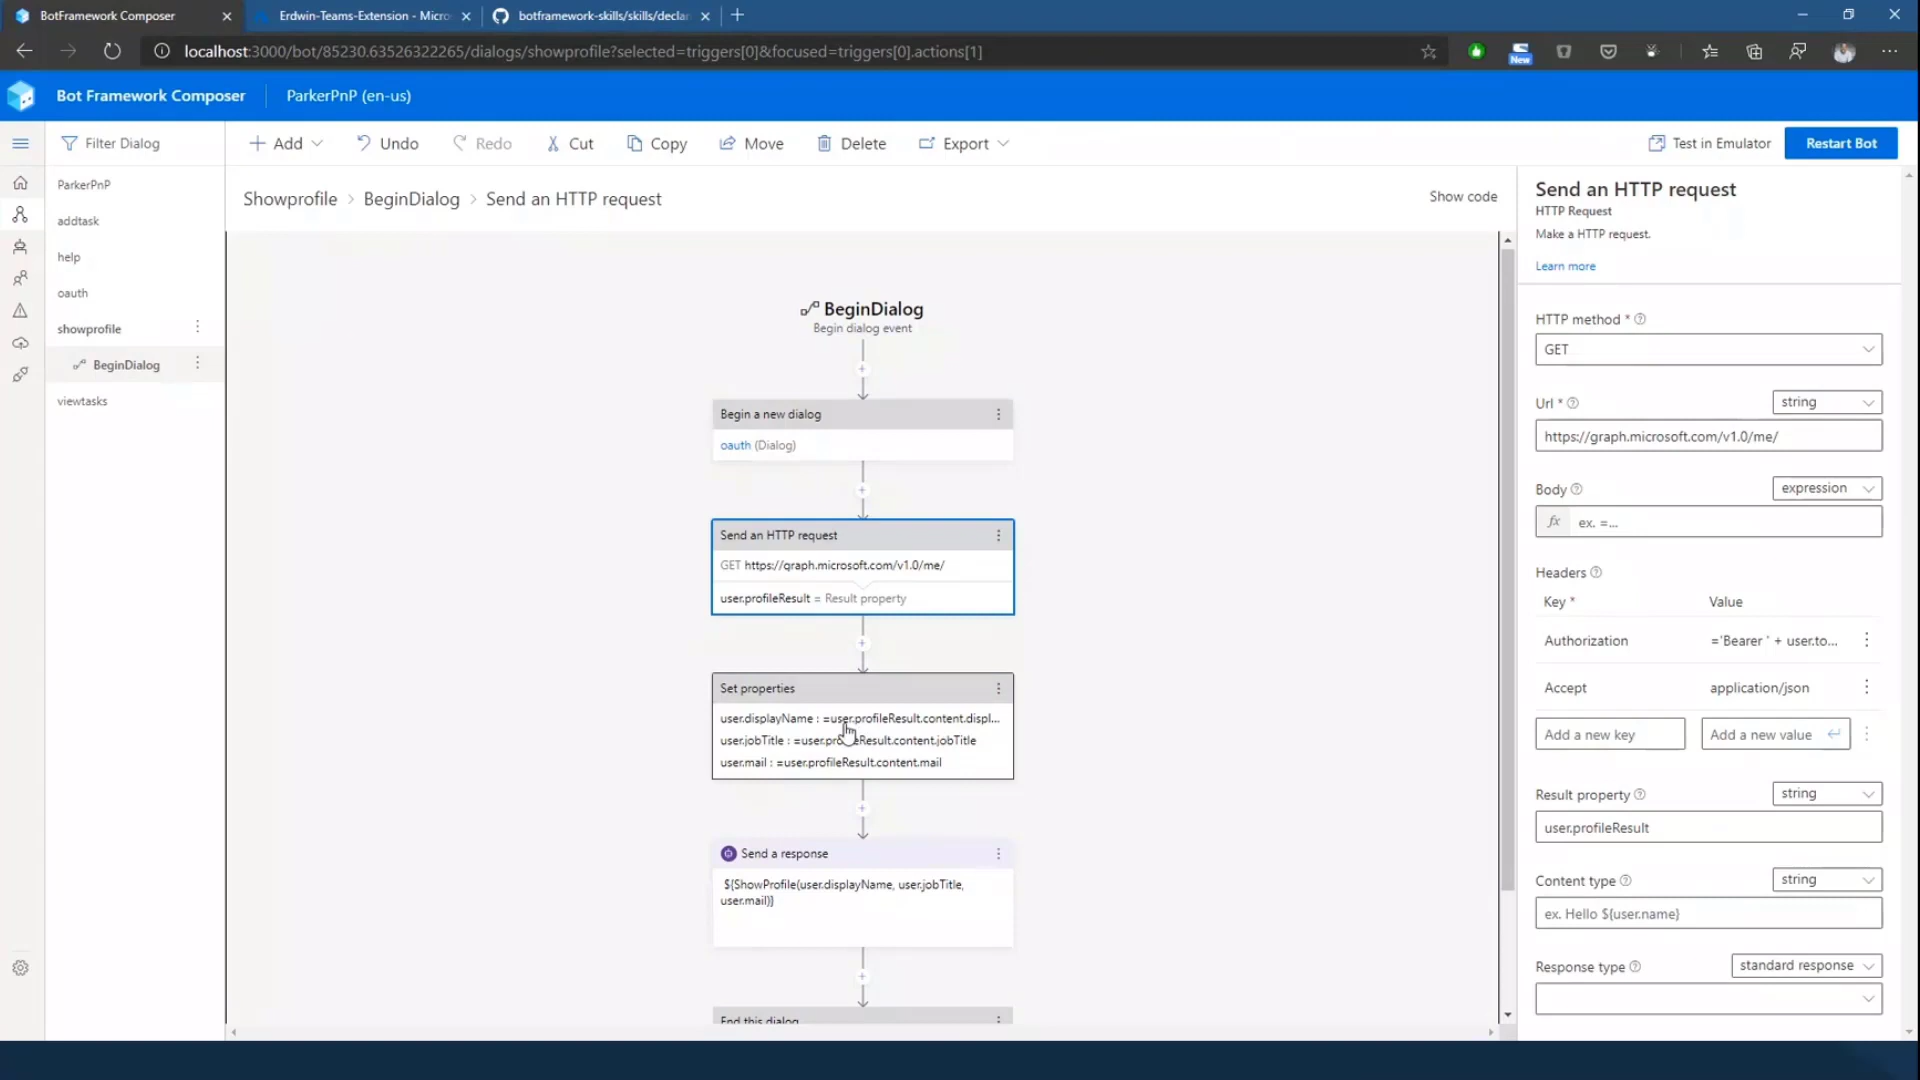 BotFramework Composer
Erdwin-Teams-Extension - Micro
botframework-skills/skills/declar
localhost:3000/bot/85230.63526322265/dialogs/showprofile?selected=triggers[0]&focused=triggers[0].actions[1]
New
Bot Framework Composer
ParkerPnP (en-us)
Filter Dialog
Add
Undo
Redo
Cut
Copy
Move
Delete
Export
Test in Emulator
Restart Bot
ParkerPnP
addtask
help
oauth
showprofile
BeginDialog
viewtasks
Showprofile > BeginDialog > Send an HTTP request
Show code
BeginDialog
Begin dialog event
Begin a new dialog
oauth (Dialog)
Send an HTTP request
GET https://graph.microsoft.com/v1.0/me/
user.profileResult = Result property
Set properties
user.displayName : =user.profileResult.content.displ...
user.jobTitle : =user.profileResult.content.jobTitle
user.mail : =user.profileResult.content.mail
Send a response
${ShowProfile(user.displayName, user.jobTitle,
user.mail)}
End this dialog
Send an HTTP request
HTTP Request
Make a HTTP request.
Learn more
HTTP method *
GET
Url *
string
https://graph.microsoft.com/v1.0/me/
Body
expression
fx ex. =...
Headers
Key * Value
Authorization ='Bearer ' + user.to...
Accept application/json
Add a new key Add a new value
Result property
string
user.profileResult
Content type
string
ex. Hello ${user.name}
Response type
standard response